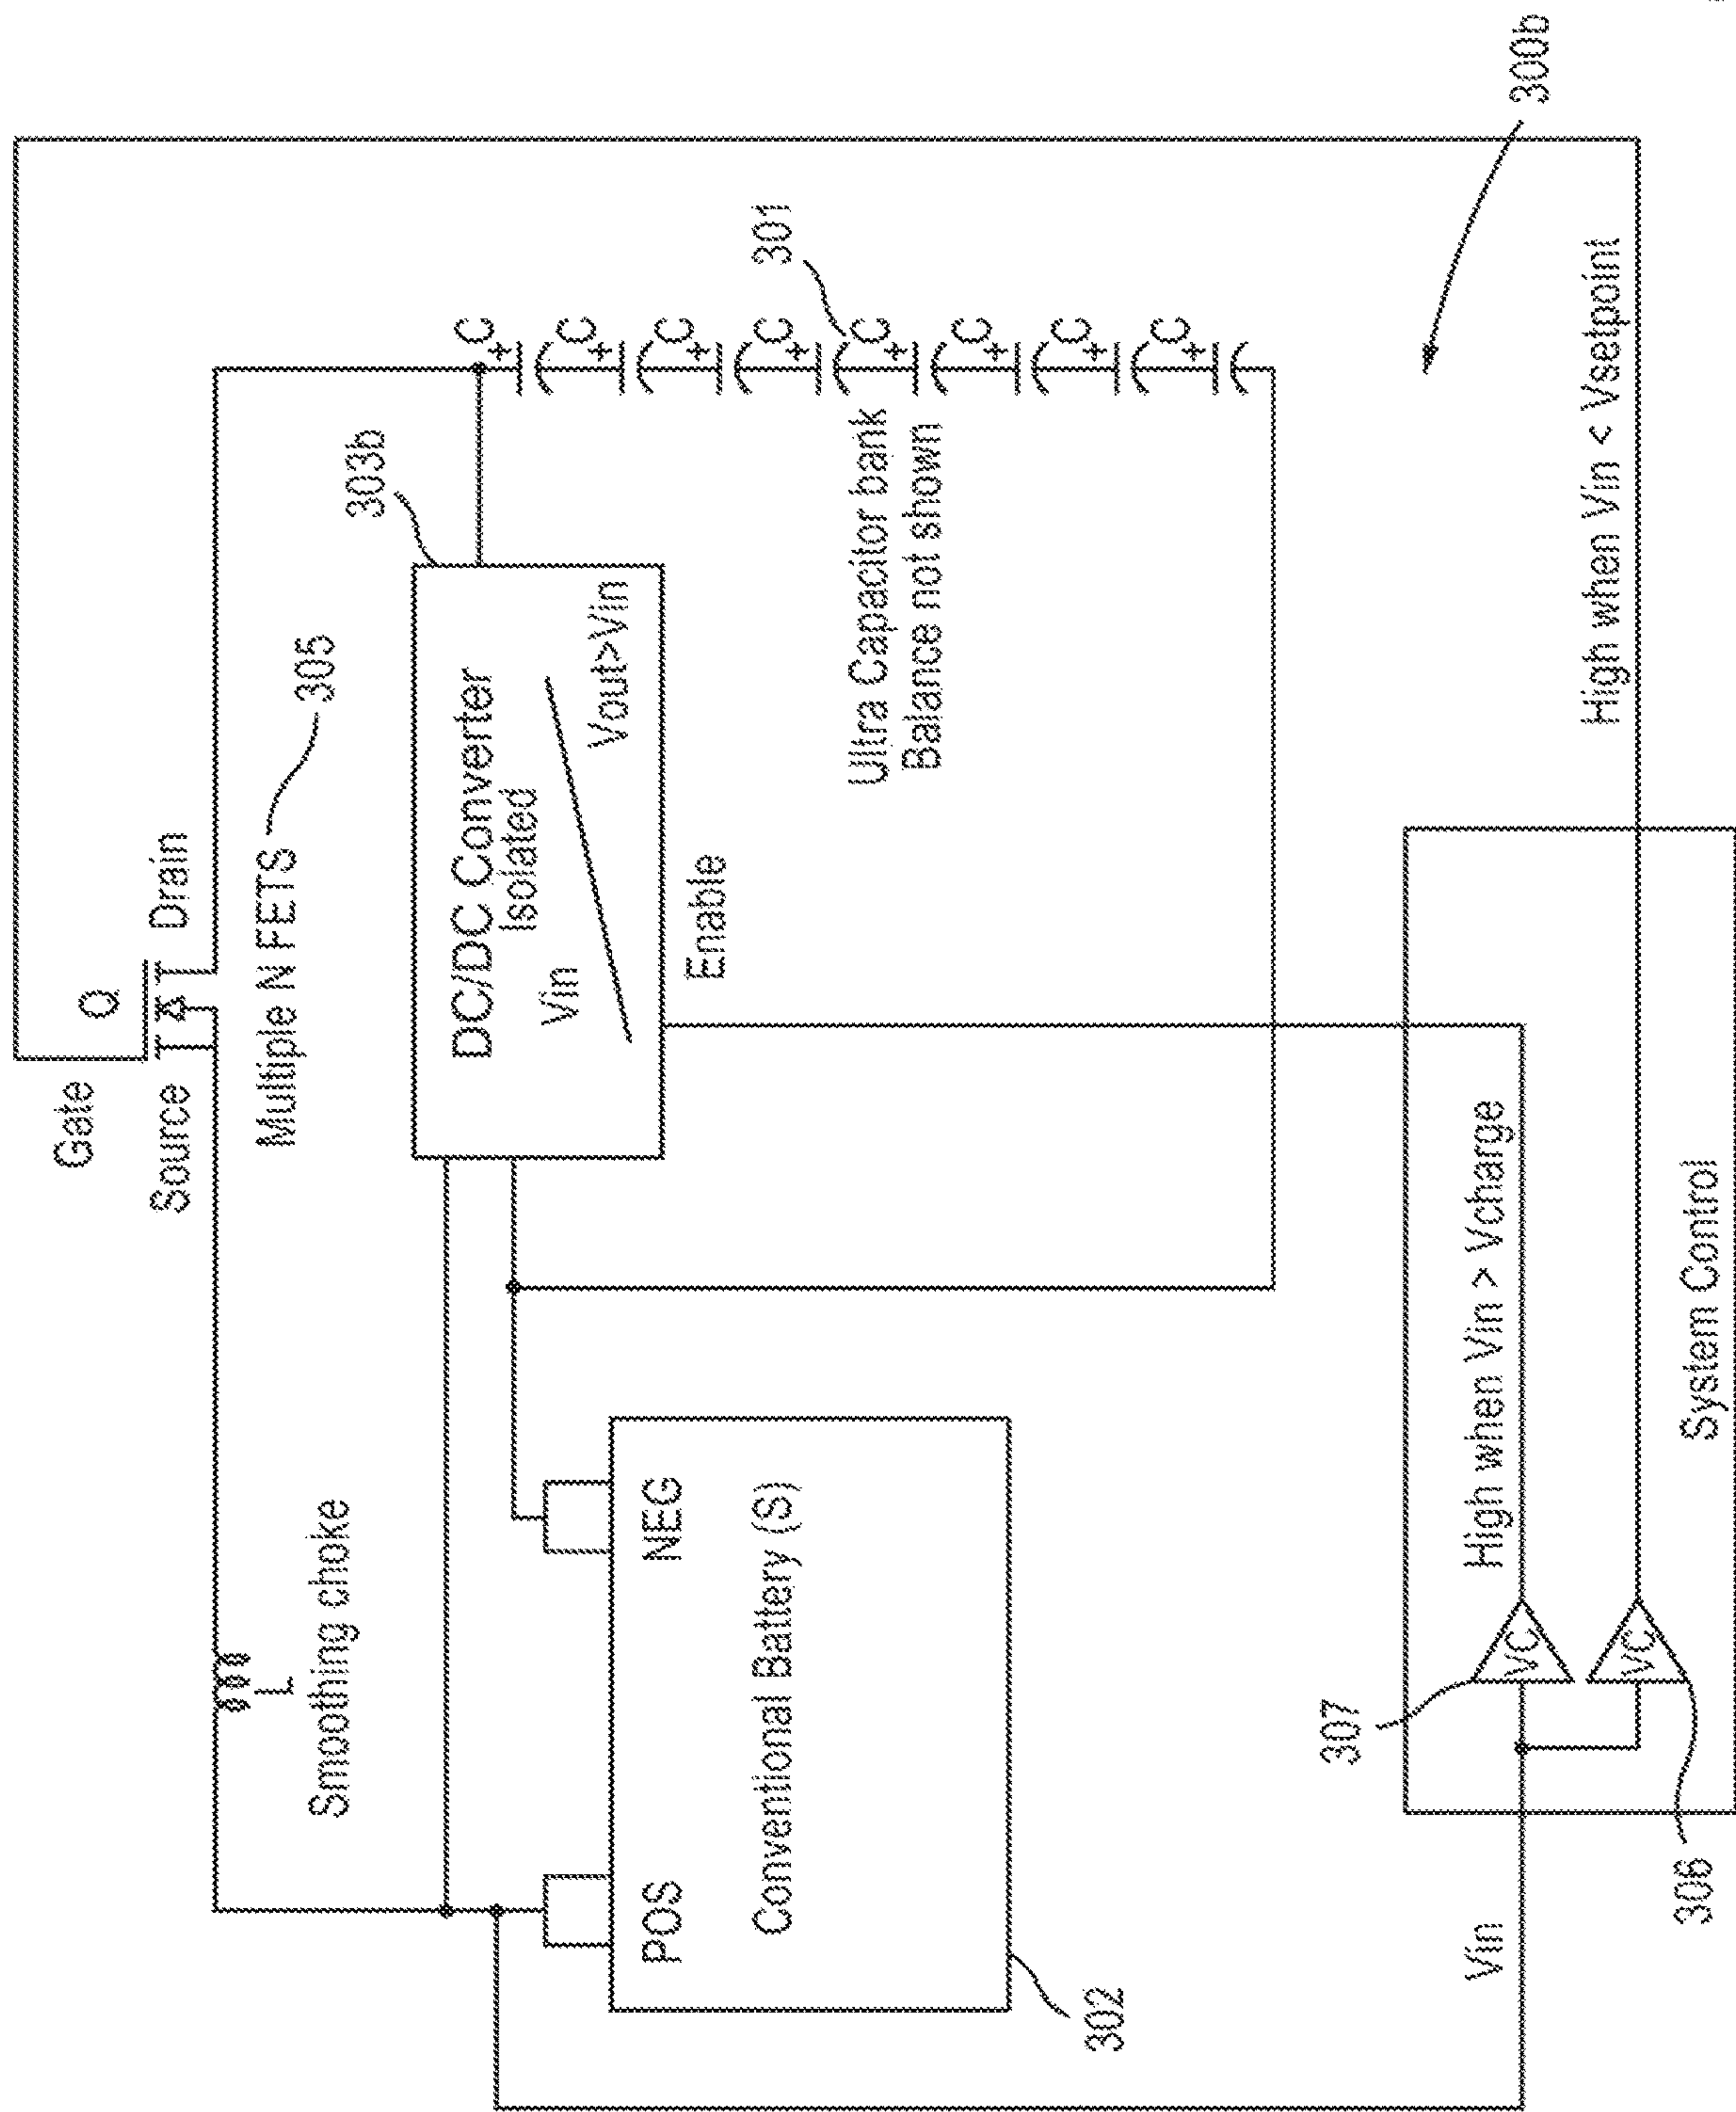 Gate
Q
Source
Drain
Multiple N FETS
305
L
Smoothing choke
303b
DC/DC Converter
Isolated
Vin
Vout>Vin
Enable
C
+
C
+
C
+
C
+
C
+
C
+
C
+
C
+
301
Ultra Capacitor bank
Balance not shown
POS
NEG
Conventional Battery (S)
302
300b
307
High when Vin > Vcharge
Vin
VC
VC
High when Vin < Vsetpoint
System Control
306